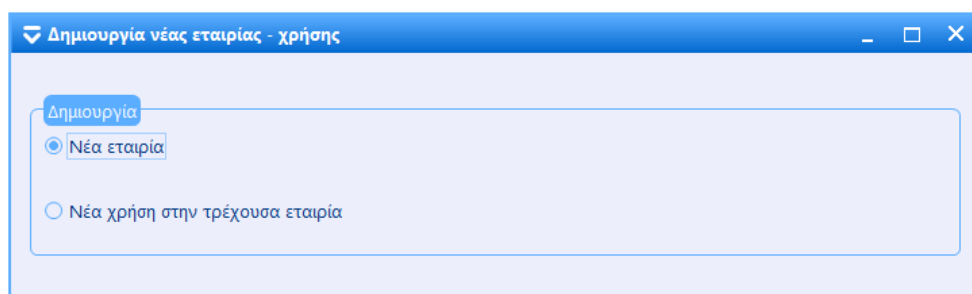 Δημιουργία νέας εταιρίας - χρήσης
Δημιουργία
Νέα εταιρία
Νέα χρήση στην τρέχουσα εταιρία